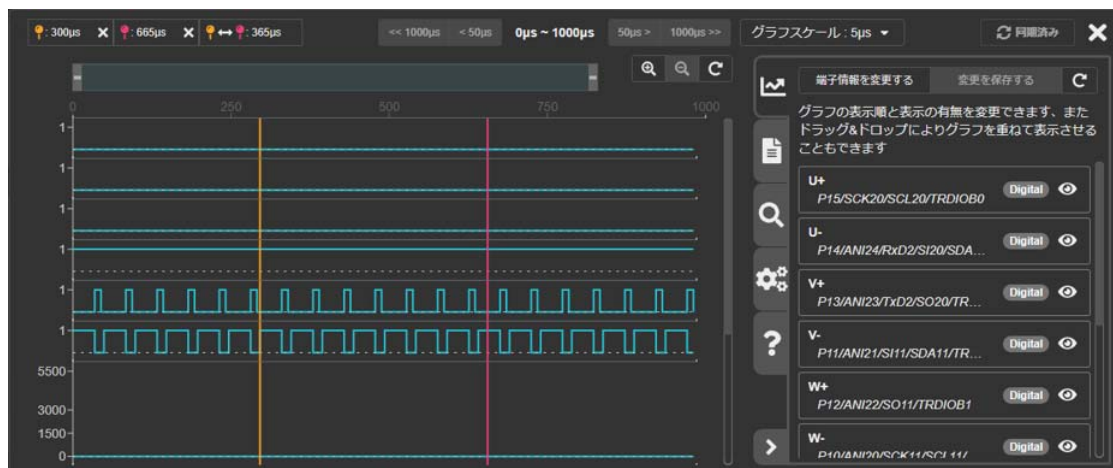 : 300μs ✕ : 665μs ✕ ↔ : 365μs
<< 1000μs < 50μs 0μs ~ 1000μs 50μs > 1000μs >>
グラフスケール : 5μs
同期済み
0 250 500 750 1000
1
1
1
1
1
1
5500
3000
1500
0
端子情報を変更する 変更を保存する
グラフの表示順と表示の有無を変更できます、また
ドラッグ&ドロップによりグラフを重ねて表示させる
こともできます
U+
P15/SCK20/SCL20/TRDIOB0
Digital
U-
P14/ANI24/RxD2/SI20/SDA...
Digital
V+
P13/ANI23/TxD2/SO20/TR...
Digital
V-
P11/ANI21/SI11/SDA11/TR...
Digital
W+
P12/ANI22/SO11/TRDIOB1
Digital
W-
P10/ANI20/SCK11/SCL11/
Digital